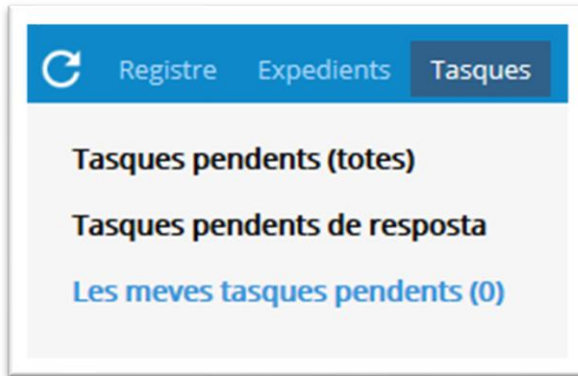 Registre Expedients Tasques
Tasques pendents (totes)
Tasques pendents de resposta
Les meves tasques pendents (0)